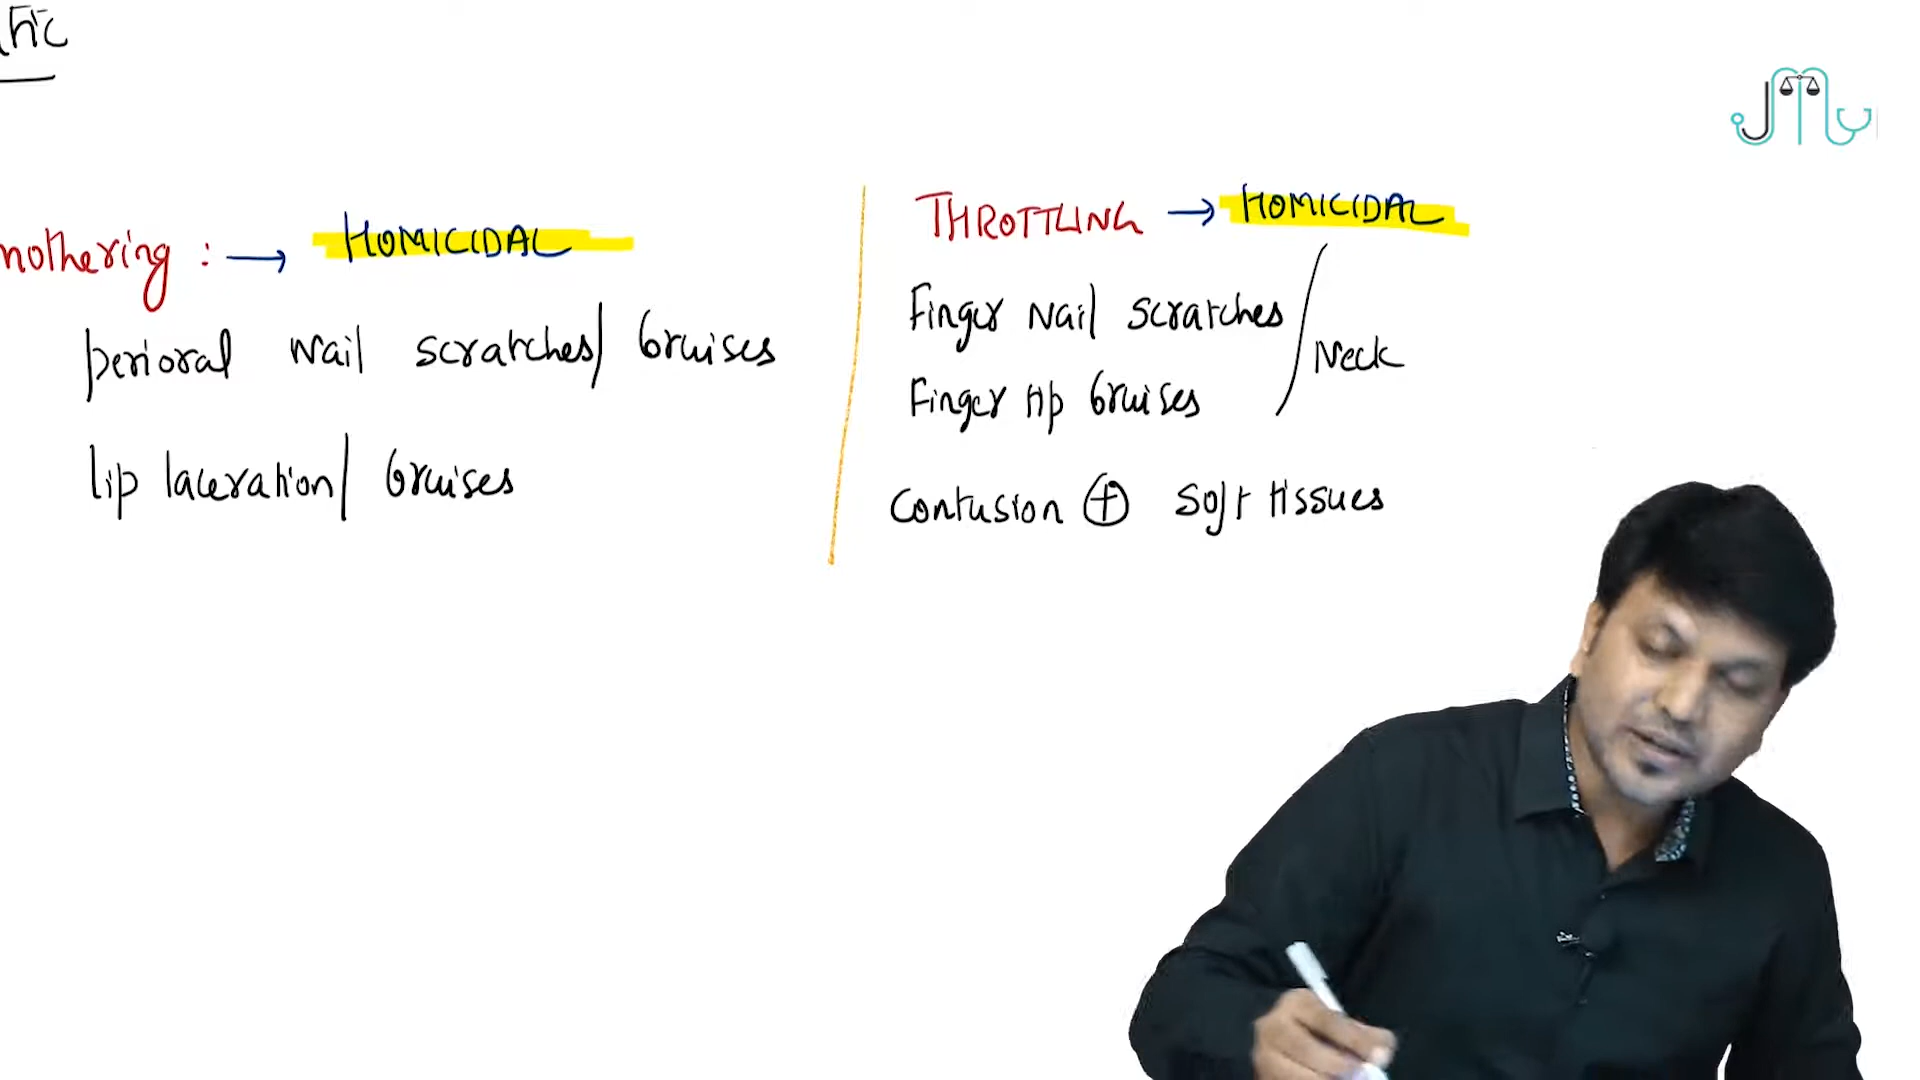 mothering : → HOMICIDAL
perioral nail scratches/ bruises
lip laceration/ bruises
THROTTLING → HOMICIDAL
Finger nail scratches
Finger tip bruises
/ Neck
contusion ⊕ soft tissues